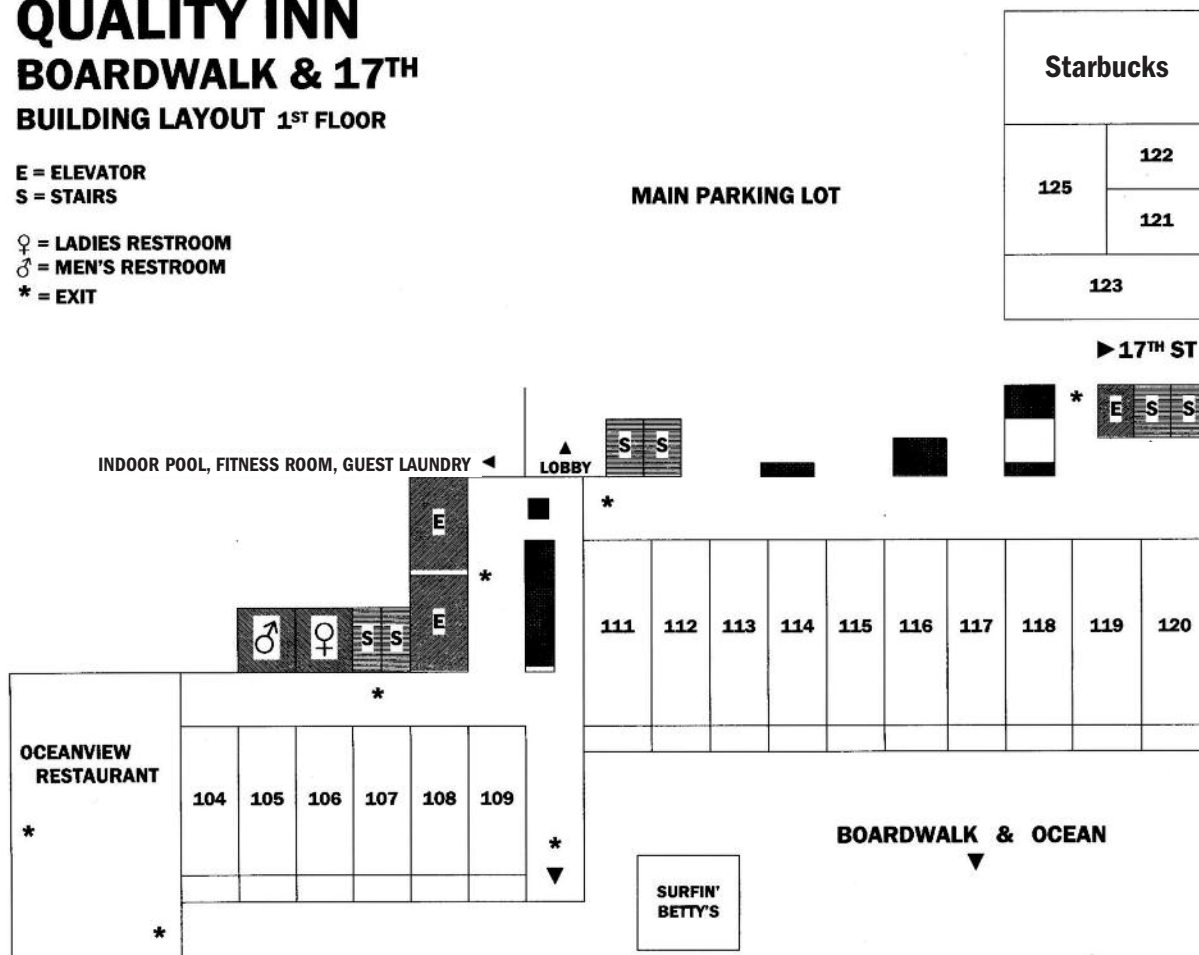 QUALITY INN
BOARDWALK & 17TH
BUILDING LAYOUT 1ST FLOOR
E = ELEVATOR
S = STAIRS
♀ = LADIES RESTROOM
♂ = MEN'S RESTROOM
* = EXIT
MAIN PARKING LOT
Starbucks
122
125
121
123
▶17TH ST
* E S S
S S
INDOOR POOL, FITNESS ROOM, GUEST LAUNDRY ◀
▲
LOBBY
*
E
*
E
♂ ♀ S S
*
111 112 113 114 115 116 117 118 119 120
OCEANVIEW
RESTAURANT
*
*
104 105 106 107 108 109
*
▼
BOARDWALK & OCEAN
▼
SURFIN'
BETTY'S